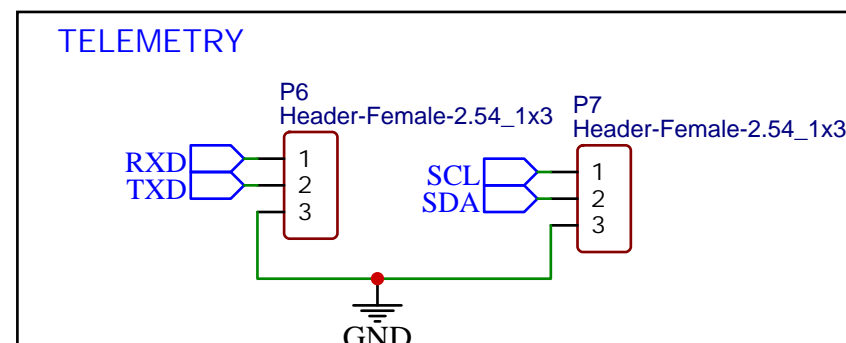 TELEMETRY
P6
Header-Female-2.54_1x3
P7
Header-Female-2.54_1x3
RXD
1
TXD
2
3
SCL
1
SDA
2
3
GND